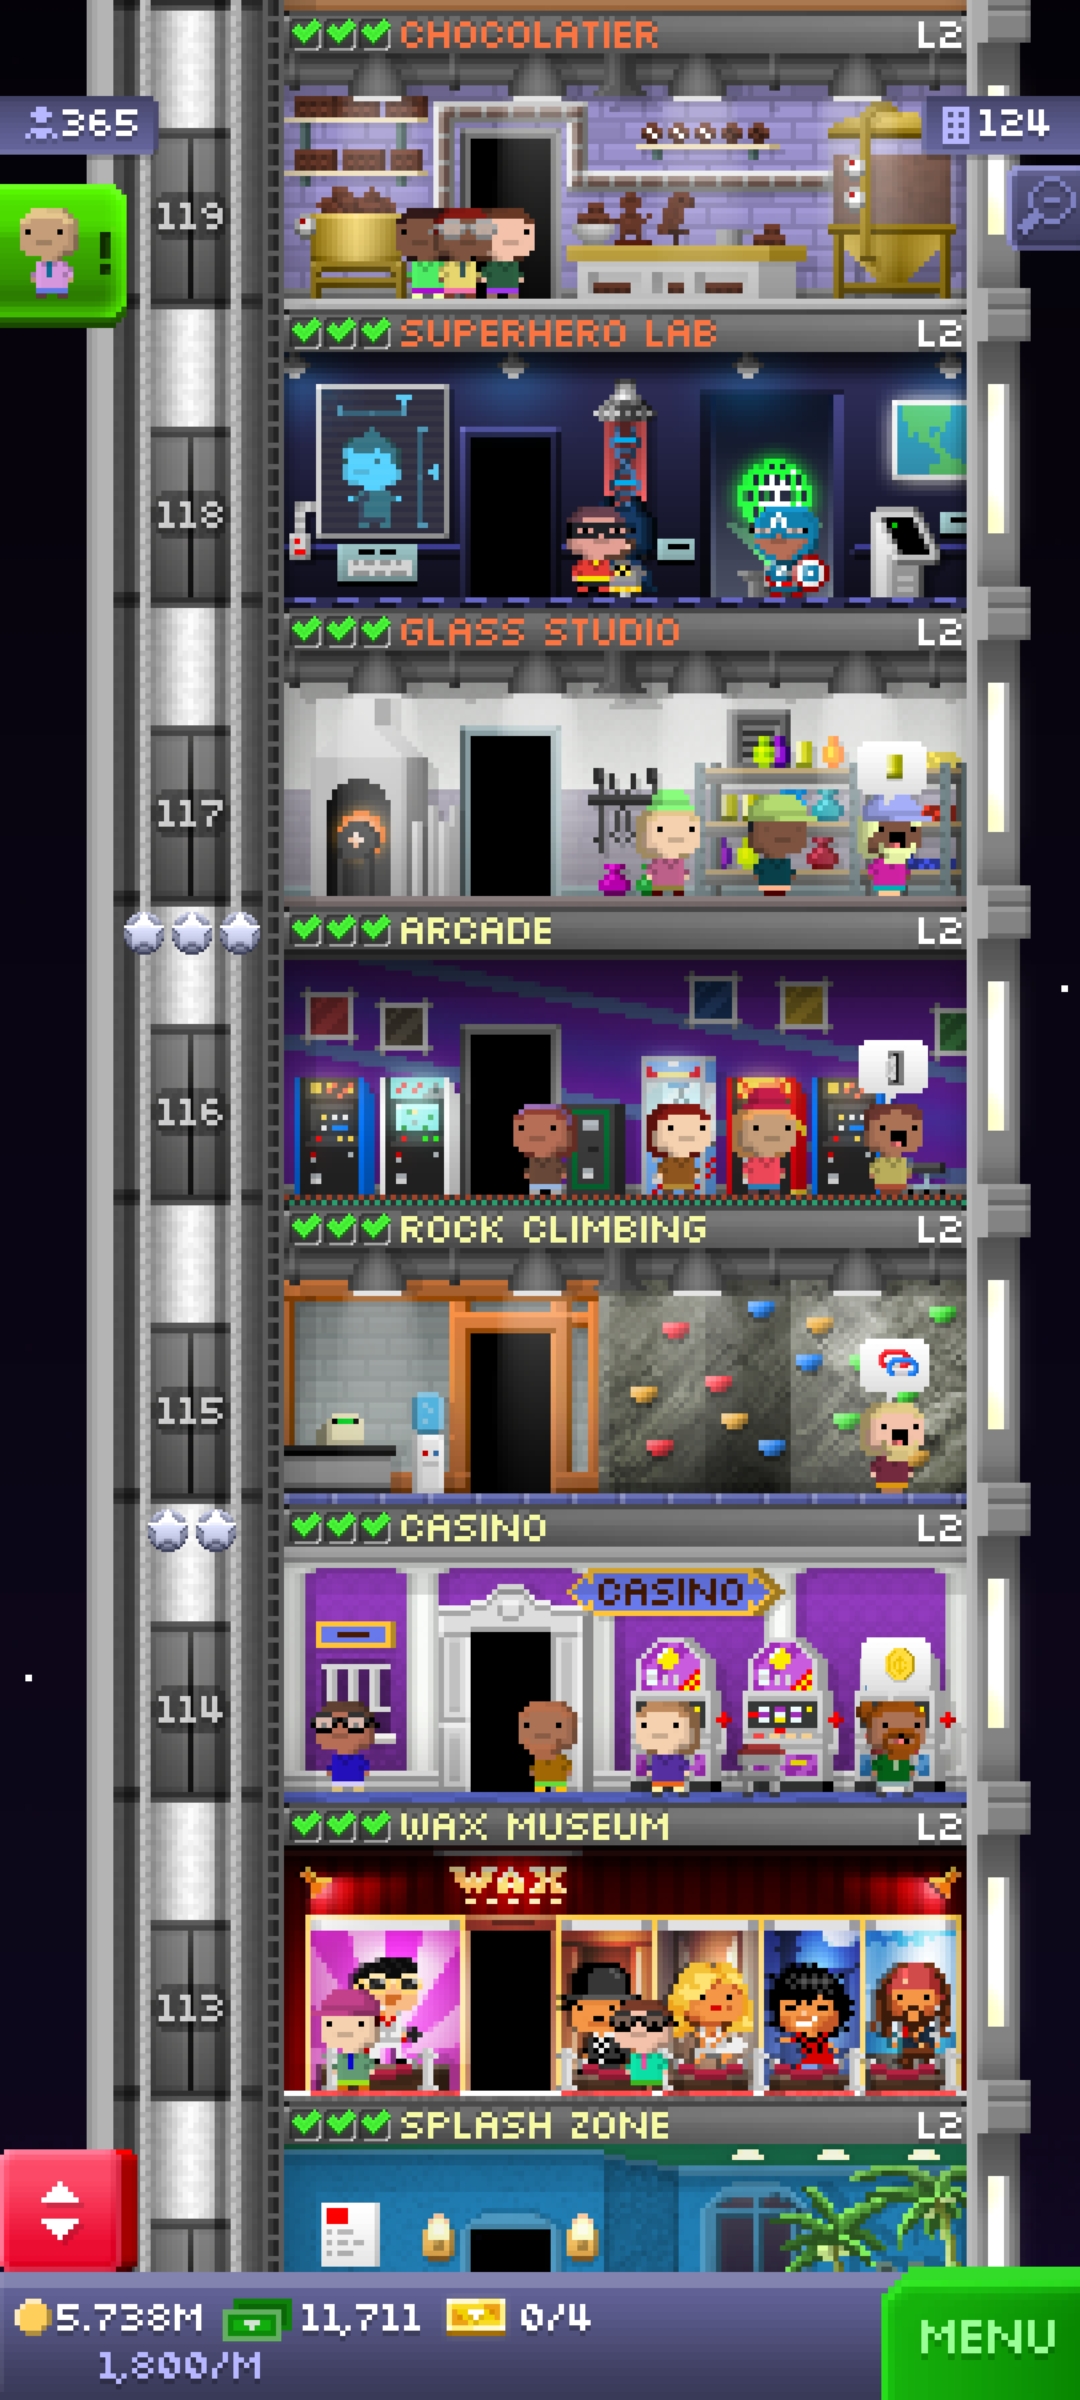 CHOCOLATIER L2
365
124
119
SUPERHERO LAB L2
118
GLASS STUDIO L2
117
ARCADE L2
116
ROCK CLIMBING L2
115
CASINO L2
CASINO
114
WAX MUSEUM L2
WAX
113
SPLASH ZONE L2
5.738M 11,711 0/4
1,800/M
MENU